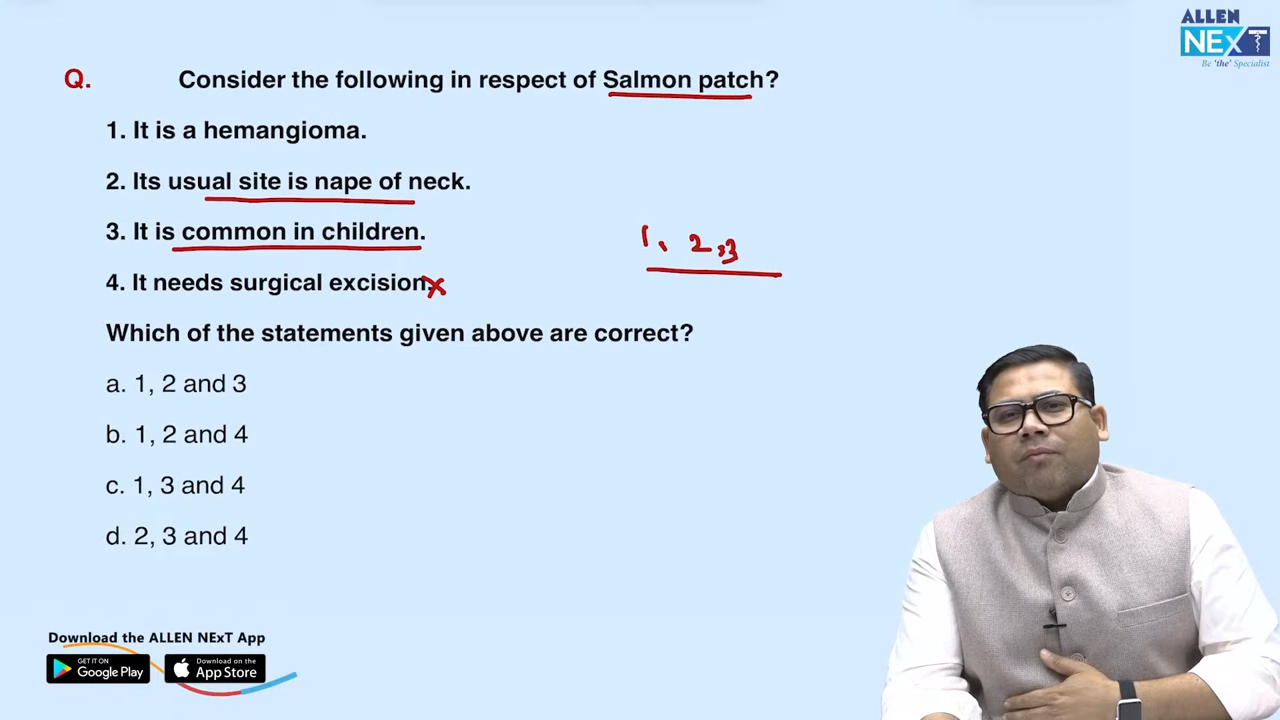 ALLEN
NExT
Be 'the' Specialist
Q. Consider the following in respect of Salmon patch?
1. It is a hemangioma.
2. Its usual site is nape of neck.
3. It is common in children.
1, 2,3
4. It needs surgical excision.
Which of the statements given above are correct?
a. 1, 2 and 3
b. 1, 2 and 4
c. 1, 3 and 4
d. 2, 3 and 4
Download the ALLEN NExT App
GET IT ON
Google Play
Download on the
App Store